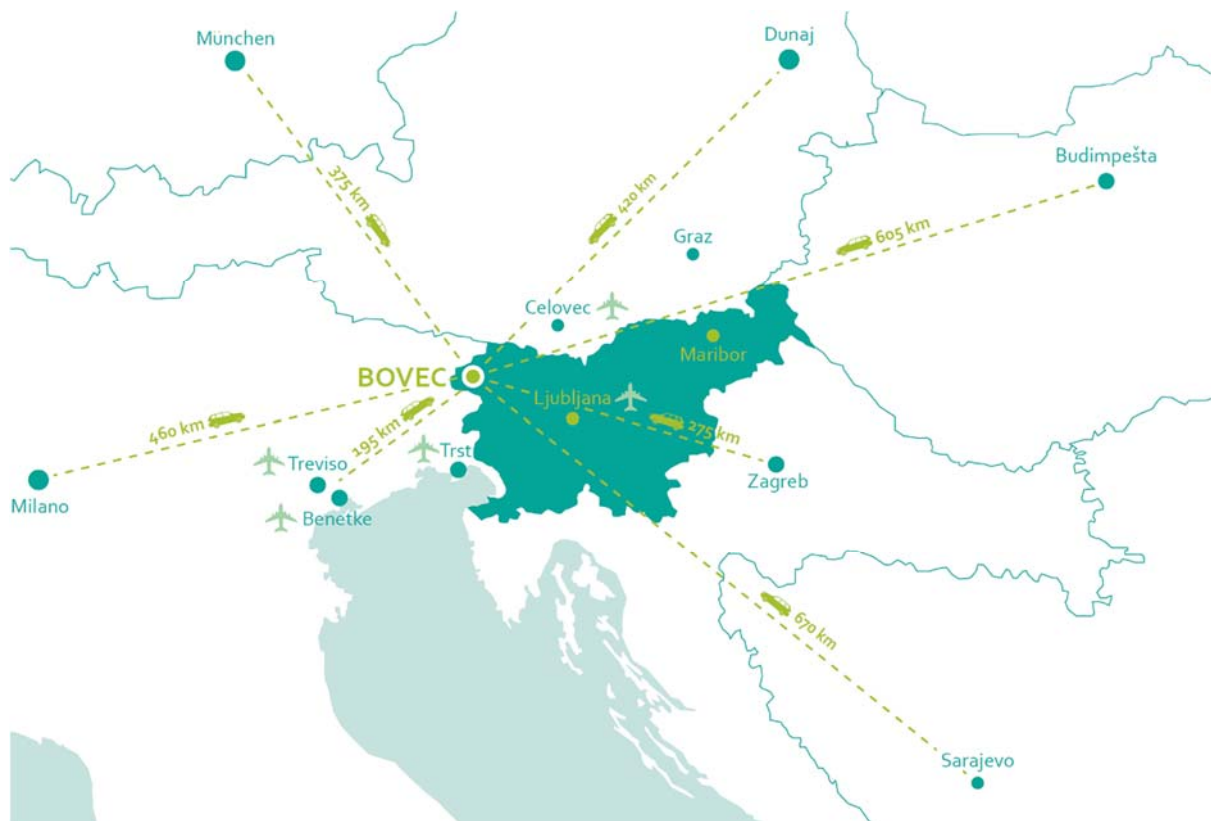 München
Dunaj
Budimpešta
375 km
420 km
605 km
Graz
Celovec
Maribor
BOVEC
Ljubljana
460 km
195 km
275 km
Trst
Treviso
Zagreb
Milano
Benetke
670 km
Sarajevo